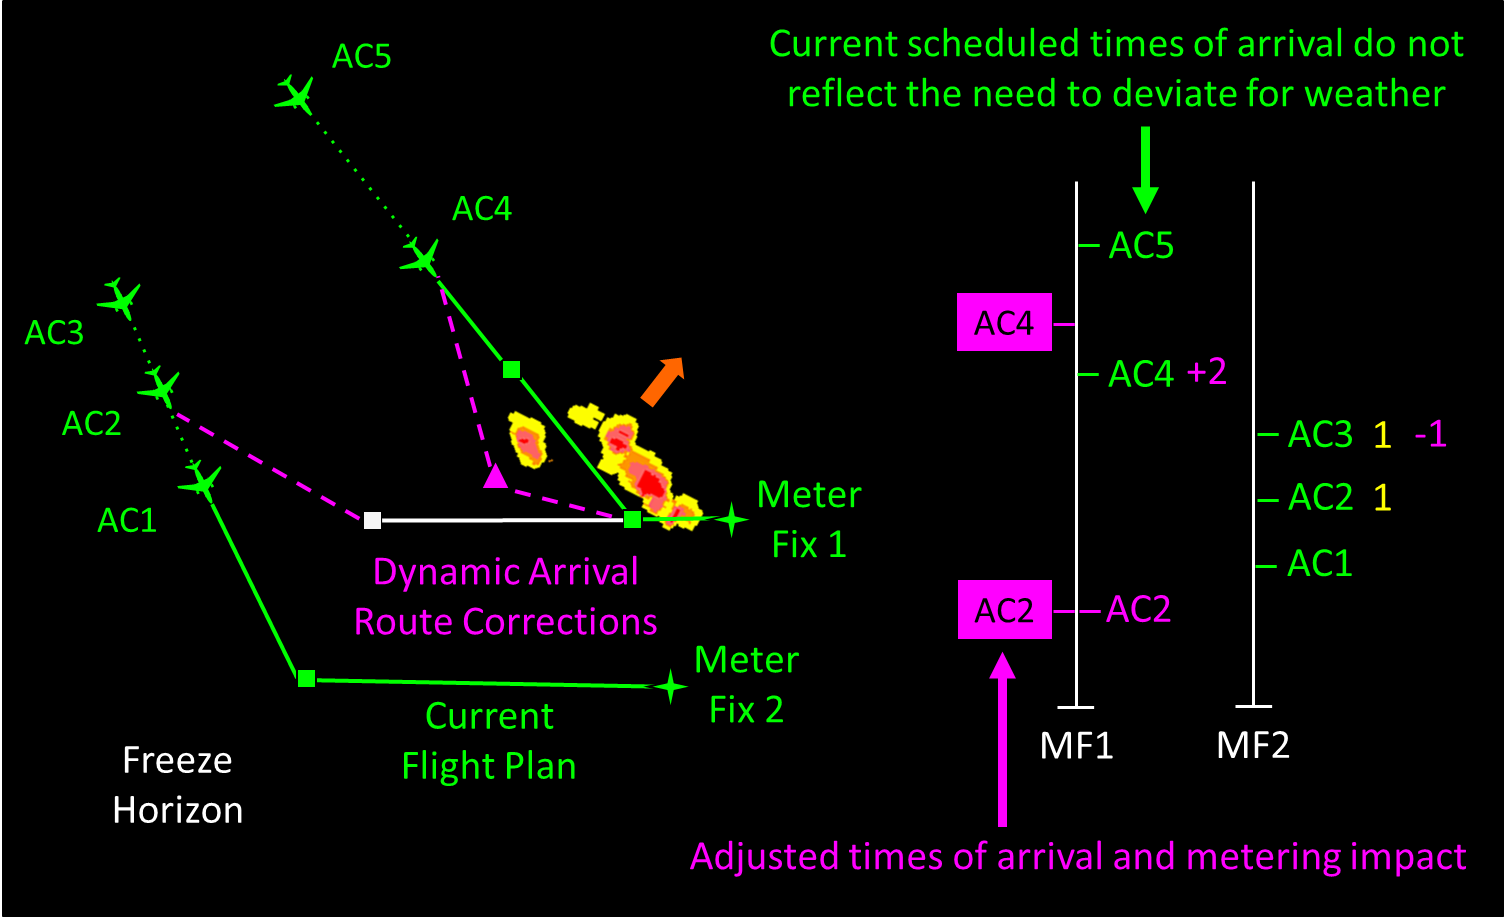 AC5
AC4
AC3
AC2
AC1
Meter
Fix 1
Dynamic Arrival
Route Corrections
Meter
Fix 2
Current
Flight Plan
Freeze
Horizon
Current scheduled times of arrival do not
reflect the need to deviate for weather
AC5
AC4
AC4 +2
AC3 1 -1
AC2 1
AC1
AC2 AC2
MF1 MF2
Adjusted times of arrival and metering impact